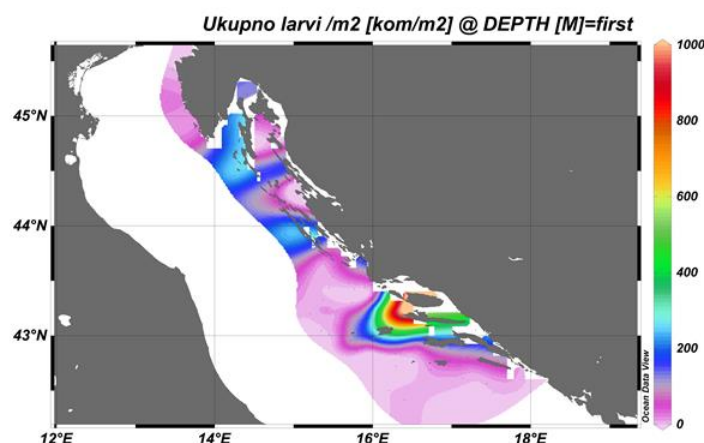 Ukupno larvi /m2 [kom/m2] @ DEPTH [M]=first
1000
45°N
800
600
44°N
400
43°N
200
Ocean Data View
0
12°E
14°E
16°E
18°E